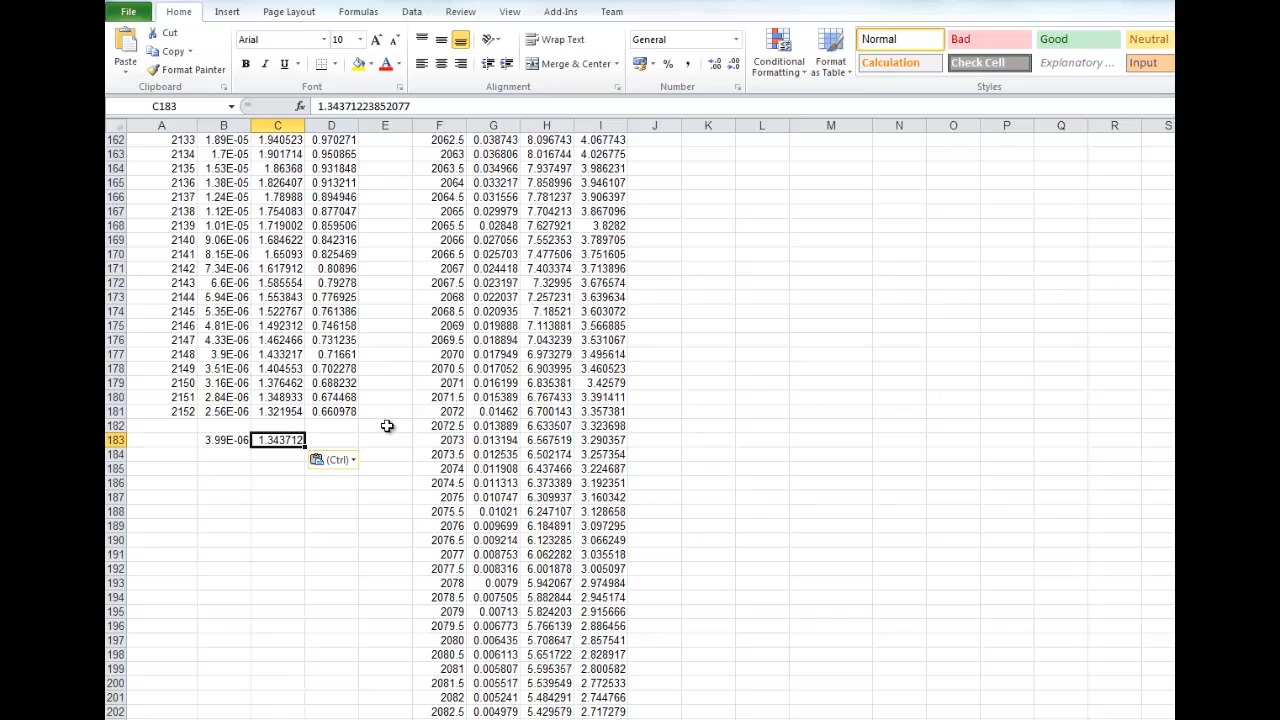 File Home Insert Page Layout Formulas Data Review View Add-Ins Team
Paste Cut Copy Format Painter Clipboard
Arial 10 A A B I U A Font
Wrap Text Merge & Center Alignment
General % , .0 .00 .00 .0 Number
Conditional Formatting Format as Table Normal Bad Good Neutral
Calculation Check Cell Explanatory ... Input
Styles
C183 fx 1.34371223852077
A B C D E F G H I J K L M N O P Q R S
162 2133 1.89E-05 1.940523 0.970271 2062.5 0.038743 8.096743 4.067743
163 2134 1.7E-05 1.901714 0.950865 2063 0.036806 8.016744 4.026775
164 2135 1.53E-05 1.86368 0.931848 2063.5 0.034966 7.937497 3.986231
165 2136 1.38E-05 1.826407 0.913211 2064 0.033217 7.858996 3.946107
166 2137 1.24E-05 1.78988 0.894946 2064.5 0.031556 7.781237 3.906397
167 2138 1.12E-05 1.754083 0.877047 2065 0.029979 7.704213 3.867096
168 2139 1.01E-05 1.719002 0.859506 2065.5 0.02848 7.627921 3.8282
169 2140 9.06E-06 1.684622 0.842316 2066 0.027056 7.552353 3.789705
170 2141 8.15E-06 1.65093 0.825469 2066.5 0.025703 7.477506 3.751605
171 2142 7.34E-06 1.617912 0.80896 2067 0.024418 7.403374 3.713896
172 2143 6.6E-06 1.585554 0.79278 2067.5 0.023197 7.32995 3.676574
173 2144 5.94E-06 1.553843 0.776925 2068 0.022037 7.257231 3.639634
174 2145 5.35E-06 1.522767 0.761386 2068.5 0.020935 7.18521 3.603072
175 2146 4.81E-06 1.492312 0.746158 2069 0.019888 7.113881 3.566885
176 2147 4.33E-06 1.462466 0.731235 2069.5 0.018894 7.043239 3.531067
177 2148 3.9E-06 1.433217 0.71661 2070 0.017949 6.973279 3.495614
178 2149 3.51E-06 1.404553 0.702278 2070.5 0.017052 6.903995 3.460523
179 2150 3.16E-06 1.376462 0.688232 2071 0.016199 6.835381 3.42579
180 2151 2.84E-06 1.348933 0.674468 2071.5 0.015389 6.767433 3.391411
181 2152 2.56E-06 1.321954 0.660978 2072 0.01462 6.700143 3.357381
182 2072.5 0.013889 6.633507 3.323698
183 3.99E-06 1.343712 2073 0.013194 6.567519 3.290357
184 (Ctrl) 2073.5 0.012535 6.502174 3.257354
185 2074 0.011908 6.437466 3.224687
186 2074.5 0.011313 6.373389 3.192351
187 2075 0.010747 6.309937 3.160342
188 2075.5 0.01021 6.247107 3.128658
189 2076 0.009699 6.184891 3.097295
190 2076.5 0.009214 6.123285 3.066249
191 2077 0.008753 6.062282 3.035518
192 2077.5 0.008316 6.001878 3.005097
193 2078 0.0079 5.942067 2.974984
194 2078.5 0.007505 5.882844 2.945174
195 2079 0.00713 5.824203 2.915666
196 2079.5 0.006773 5.766139 2.886456
197 2080 0.006435 5.708647 2.857541
198 2080.5 0.006113 5.651722 2.828917
199 2081 0.005807 5.595357 2.800582
200 2081.5 0.005517 5.539549 2.772533
201 2082 0.005241 5.484291 2.744766
202 2082.5 0.004979 5.429579 2.717279